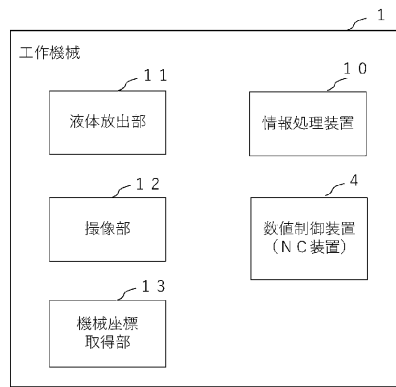 1
工作機械
11
液体放出部
10
情報処理装置
12
撮像部
4
数値制御装置
(NC装置)
13
機械座標
取得部